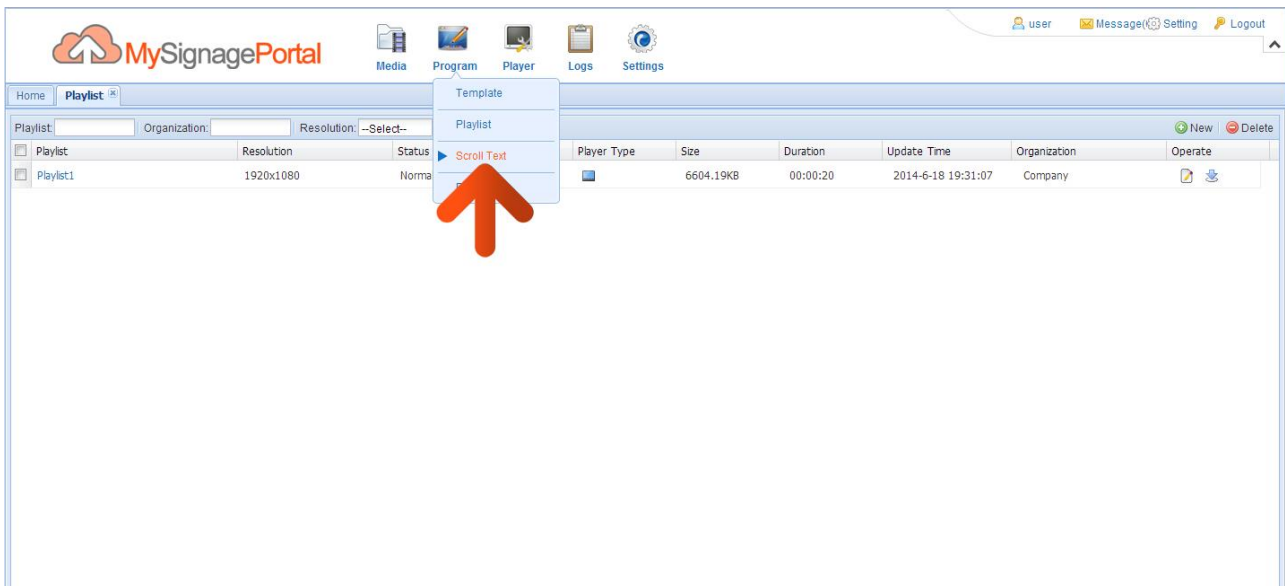 user Message( Setting Logout
MySignagePortal
Media Program Player Logs Settings
Home Playlist
Template
Playlist
Scroll Text
Playlist: Organization: Resolution: --Select-- New Delete
Playlist Resolution Status Player Type Size Duration Update Time Organization Operate
Playlist1 1920x1080 Norma 6604.19KB 00:00:20 2014-6-18 19:31:07 Company